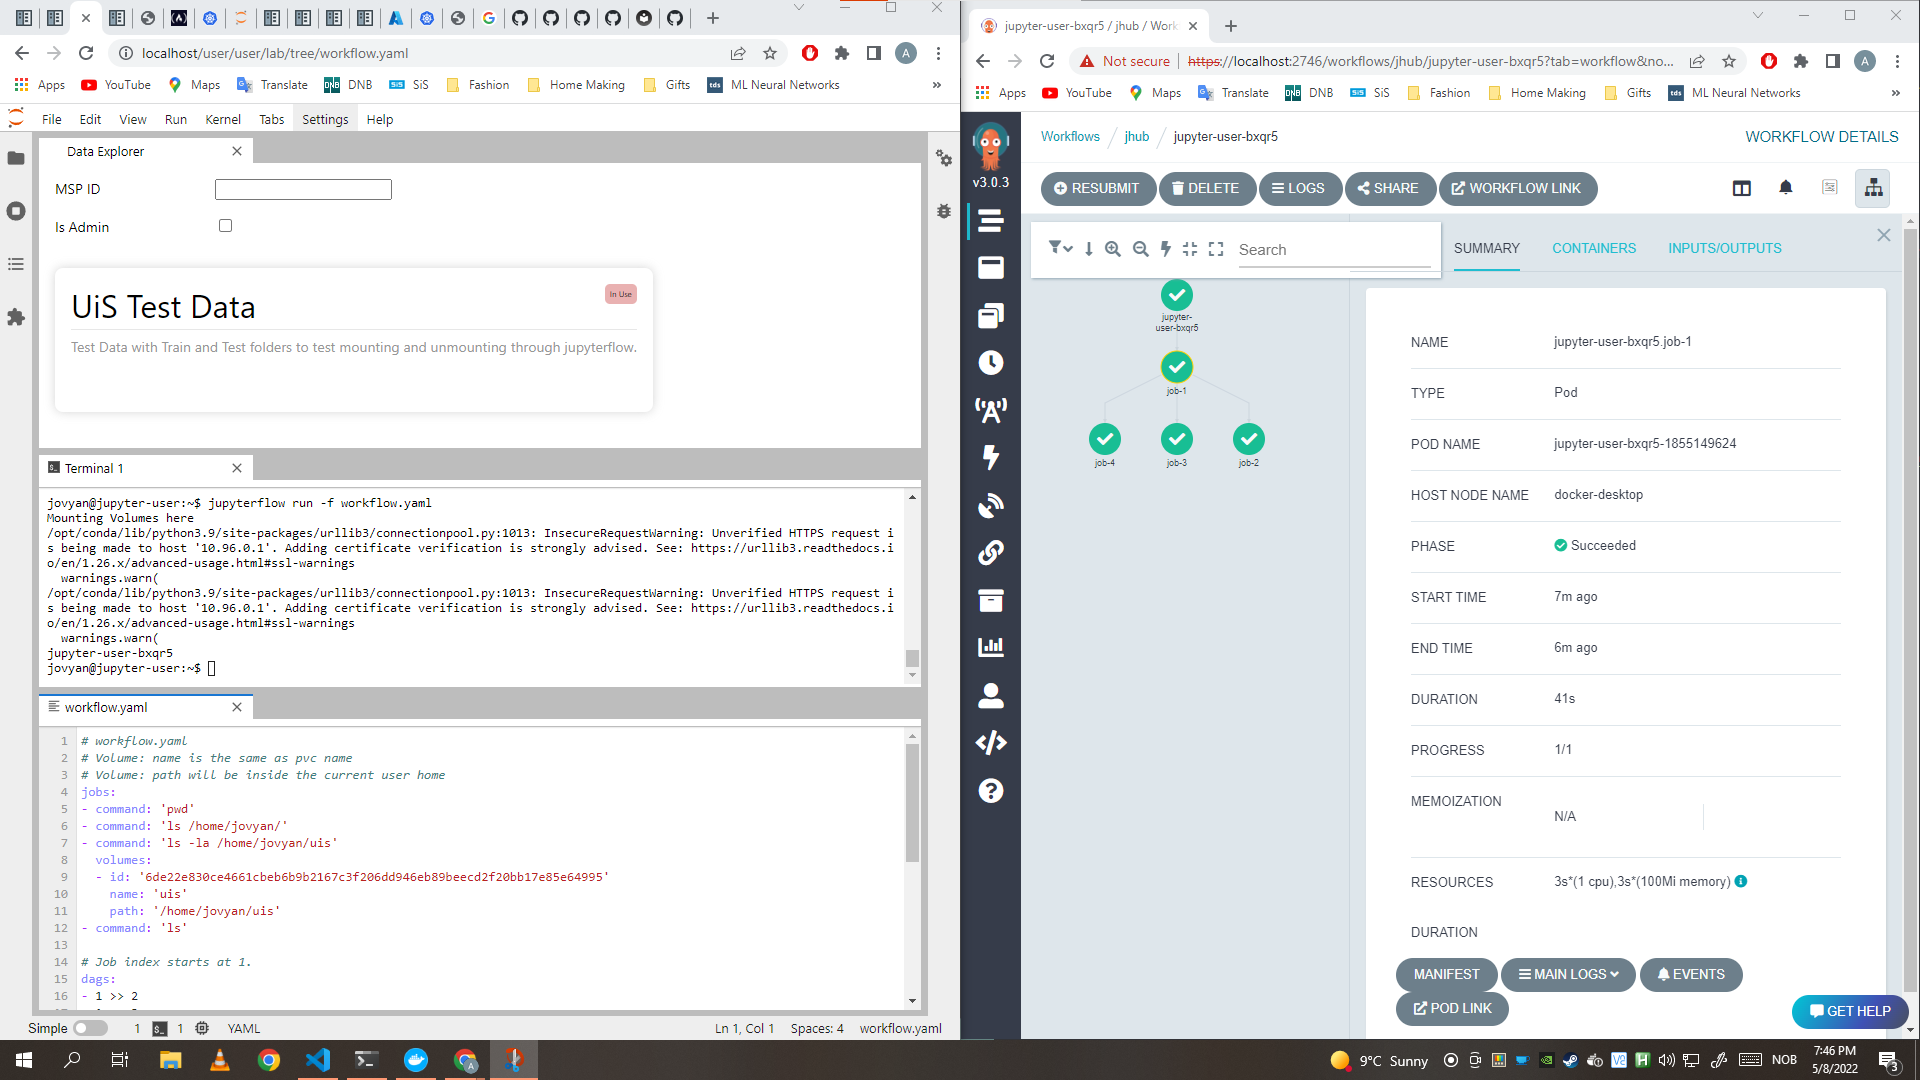 localhost/user/user/lab/tree/workflow.yaml
A
Apps
YouTube
Maps
Translate
DNB
SiS
Fashion
Home Making
Gifts
ML Neural Networks
»
File
Edit
View
Run
Kernel
Tabs
Settings
Help
Data Explorer
MSP ID
Is Admin
UiS Test Data
In Use
Test Data with Train and Test folders to test mounting and unmounting through jupyterflow.
Terminal 1
jovyan@jupyter-user:~$ jupyterflow run -f workflow.yaml
Mounting Volumes here
/opt/conda/lib/python3.9/site-packages/urllib3/connectionpool.py:1013: InsecureRequestWarning: Unverified HTTPS request i
s being made to host '10.96.0.1'. Adding certificate verification is strongly advised. See: https://urllib3.readthedocs.i
o/en/1.26.x/advanced-usage.html#ssl-warnings
warnings.warn(
/opt/conda/lib/python3.9/site-packages/urllib3/connectionpool.py:1013: InsecureRequestWarning: Unverified HTTPS request i
s being made to host '10.96.0.1'. Adding certificate verification is strongly advised. See: https://urllib3.readthedocs.i
o/en/1.26.x/advanced-usage.html#ssl-warnings
warnings.warn(
jupyter-user-bxqr5
jovyan@jupyter-user:~$
workflow.yaml
1 # workflow.yaml
2 # Volume: name is the same as pvc name
3 # Volume: path will be inside the current user home
4 jobs:
5 - command: 'pwd'
6 - command: 'ls /home/jovyan/'
7 - command: 'ls -la /home/jovyan/uis'
8 volumes:
9 - id: '6de22e830ce4661cbeb6b9b2167c3f206dd946eb89beecd2f20bb17e85e64995'
10 name: 'uis'
11 path: '/home/jovyan/uis'
12 - command: 'ls'
13
14 # Job index starts at 1.
15 dags:
16 - 1 >> 2
Simple
1
1
YAML
Ln 1, Col 1
Spaces: 4
workflow.yaml
jupyter-user-bxqr5 / jhub / Work
Not secure
https://localhost:2746/workflows/jhub/jupyter-user-bxqr5?tab=workflow&no...
A
Apps
YouTube
Maps
Translate
DNB
SiS
Fashion
Home Making
Gifts
ML Neural Networks
»
v3.0.3
Workflows
jhub
jupyter-user-bxqr5
WORKFLOW DETAILS
RESUBMIT
DELETE
LOGS
SHARE
WORKFLOW LINK
Search
jupyter-
user-bxqr5
job-1
job-4
job-3
job-2
SUMMARY
CONTAINERS
INPUTS/OUTPUTS
NAME jupyter-user-bxqr5.job-1
TYPE Pod
POD NAME jupyter-user-bxqr5-1855149624
HOST NODE NAME docker-desktop
PHASE Succeeded
START TIME 7m ago
END TIME 6m ago
DURATION 41s
PROGRESS 1/1
MEMOIZATION N/A
RESOURCES 3s*(1 cpu),3s*(100Mi memory)
DURATION
MANIFEST
MAIN LOGS
EVENTS
POD LINK
GET HELP
9°C Sunny
NOB
7:46 PM
5/8/2022
3